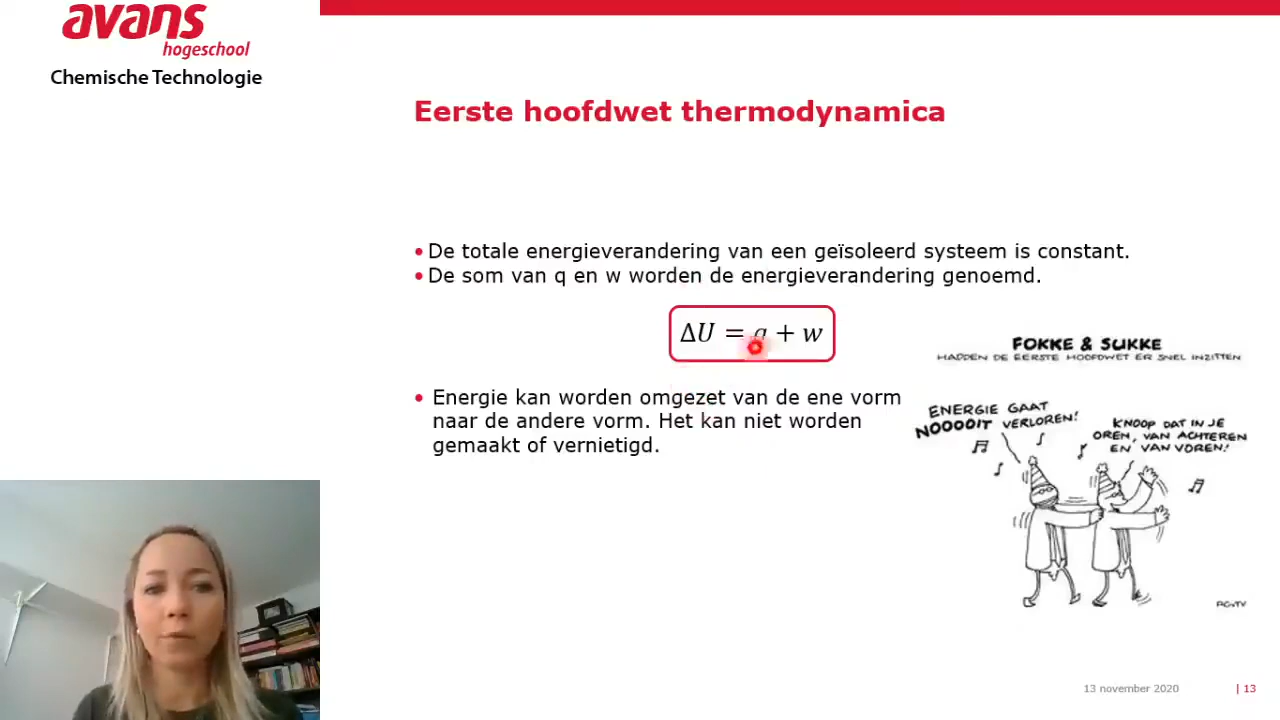 avans
hogeschool
Chemische Technologie
Eerste hoofdwet thermodynamica
• De totale energieverandering van een geïsoleerd systeem is constant.
• De som van q en w worden de energieverandering genoemd.
ΔU = q + w
• Energie kan worden omgezet van de ene vorm
naar de andere vorm. Het kan niet worden
gemaakt of vernietigd.
FOKKE & SUKKE
HADDEN DE EERSTE HOOFDWET ER SNEL INZITTEN
ENERGIE GAAT
NOOOOIT VERLOREN!
KNOOP DAT IN JE
OREN, VAN ACHTEREN
EN VAN VOREN!
13 november 2020
| 13